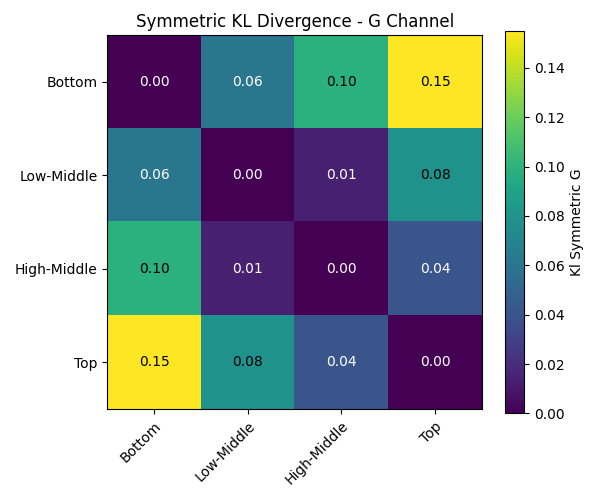 Symmetric KL Divergence - G Channel
Bottom
0.00 0.06 0.10 0.15
Low-Middle
0.06 0.00 0.01 0.08
High-Middle
0.10 0.01 0.00 0.04
Top
0.15 0.08 0.04 0.00
Bottom
Low-Middle
High-Middle
Top
0.14
0.12
0.10
0.08
0.06
0.04
0.02
0.00
Kl Symmetric G